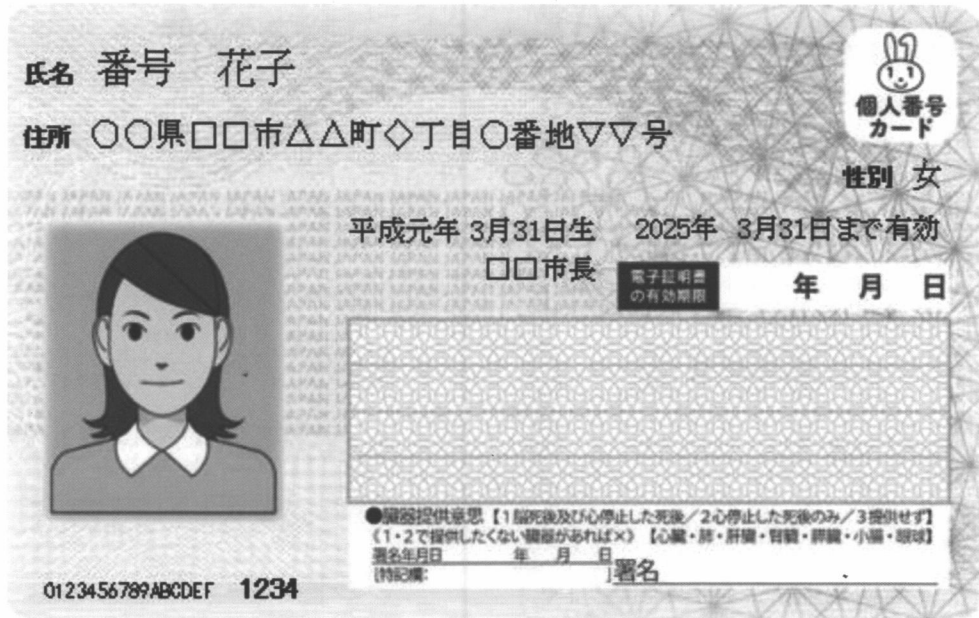 氏名 番号 花子
個人番号
カード
住所 〇〇県□□市△△町◇丁目〇番地▽▽号
性別 女
平成元年 3月31日生 2025年 3月31日まで有効
□□市長
電子証明書
の有効期限
年 月 日
●臓器提供意思【1脳死後及び心停止した死後／2心停止した死後のみ／3提供せず】
《1・2で提供したくない臓器があれば×》【心臓・肺・肝臓・腎臓・膵臓・小腸・眼球】
署名年月日 年 月 日
[特記欄: ] 署名
0123456789ABCDEF 1234